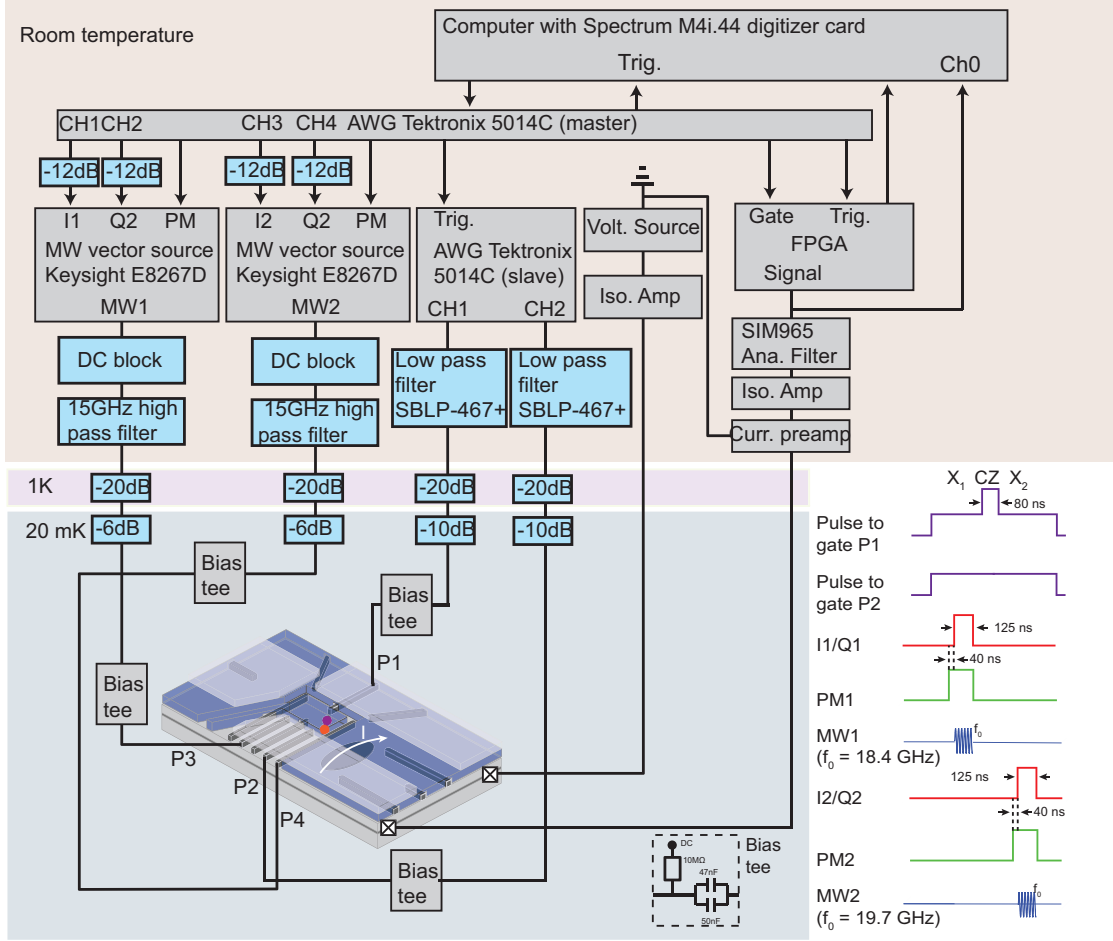 Room temperature
Computer with Spectrum M4i.44 digitizer card
Trig.
Ch0
CH1CH2 CH3 CH4 AWG Tektronix 5014C (master)
-12dB -12dB -12dB -12dB
I1 Q2 PM
MW vector source
Keysight E8267D
MW1
I2 Q2 PM
MW vector source
Keysight E8267D
MW2
Trig.
AWG Tektronix
5014C (slave)
CH1 CH2
Volt. Source
Iso. Amp
Gate Trig.
FPGA
Signal
SIM965
Ana. Filter
Iso. Amp
Curr. preamp
DC block
DC block
Low pass
filter
SBLP-467+
Low pass
filter
SBLP-467+
15GHz high
pass filter
15GHz high
pass filter
1K
-20dB -20dB -20dB -20dB
20 mK
-6dB -6dB -10dB -10dB
Bias
tee
Bias
tee
Bias
tee
Bias
tee
P1
P3
P2
P4
I
DC
10MΩ
47nF
50nF
Bias
tee
X1 CZ X2
80 ns
Pulse to
gate P1
Pulse to
gate P2
I1/Q1
125 ns
40 ns
PM1
MW1
(f0 = 18.4 GHz)
f0
125 ns
I2/Q2
40 ns
PM2
MW2
(f0 = 19.7 GHz)
f0